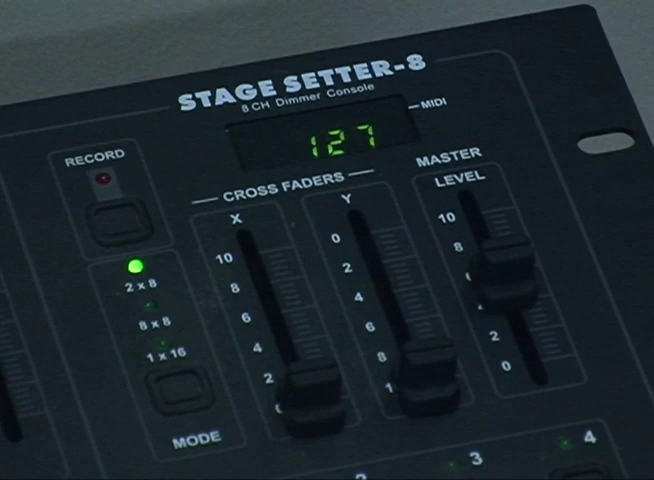 STAGE SETTER-8
8 CH Dimmer Console
127
MIDI
RECORD
CROSS FADERS
MASTER
LEVEL
X
Y
10
8
6
4
2
0
2
4
6
8
10
8
2
0
2 x 8
8 x 8
1 x 16
MODE
3
4